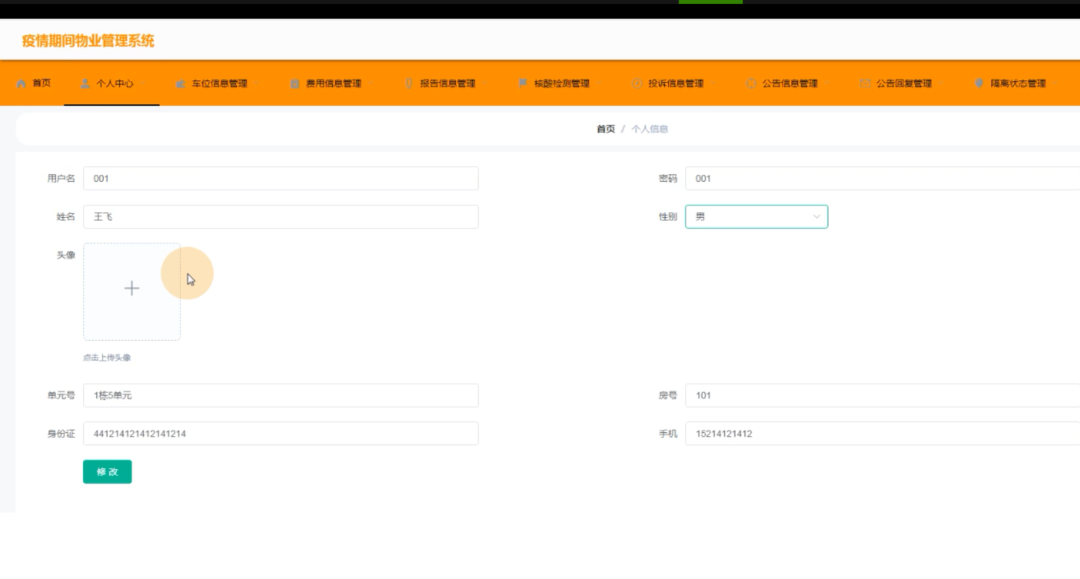 疫情期间物业管理系统
首页 个人中心 车位信息管理 费用信息管理 报告信息管理 核酸检测管理 投诉信息管理 公告信息管理 公告回复管理 隔离状态管理
首页 / 个人信息
用户名 001 密码 001
姓名 王飞 性别 男
头像
点击上传头像
单元号 1栋5单元 房号 101
身份证 441214121412141214 手机 15214121412
修改